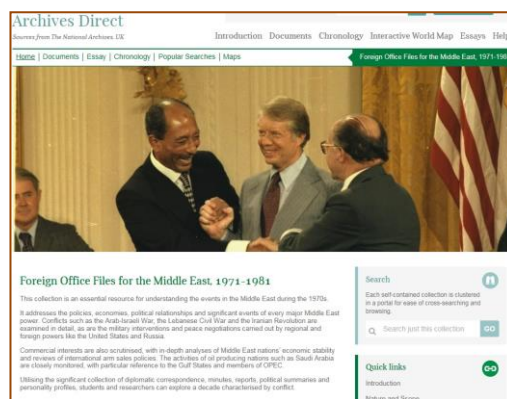 Archives Direct
Sources from The National Archives, UK
Introduction Documents Chronology Interactive World Map Essays Help
Home | Documents | Essay | Chronology | Popular Searches | Maps
Foreign Office Files for the Middle East, 1971-198
Foreign Office Files for the Middle East, 1971-1981
This collection is an essential resource for understanding the events in the Middle East during the 1970s.
It addresses the policies, economies, political relationships and significant events of every major Middle East
power. Conflicts such as the Arab-Israeli War, the Lebanese Civil War and the Iranian Revolution are
examined in detail, as are the military interventions and peace negotiations carried out by regional and
foreign powers like the United States and Russia.
Commercial interests are also scrutinised, with in-depth analyses of Middle East nations' economic stability
and reviews of international arm sales policies. The activities of oil producing nations such as Saudi Arabia
are closely monitored, with particular reference to the Gulf States and members of OPEC.
Utilising the significant collection of diplomatic correspondence, minutes, reports, political summaries and
personality profiles, students and researchers can explore a decade characterised by conflict.
Search
Each self-contained collection is clustered
in a portal for ease of cross-searching and
browsing.
Search just this collection GO
Quick links
Introduction
Nature and Scope